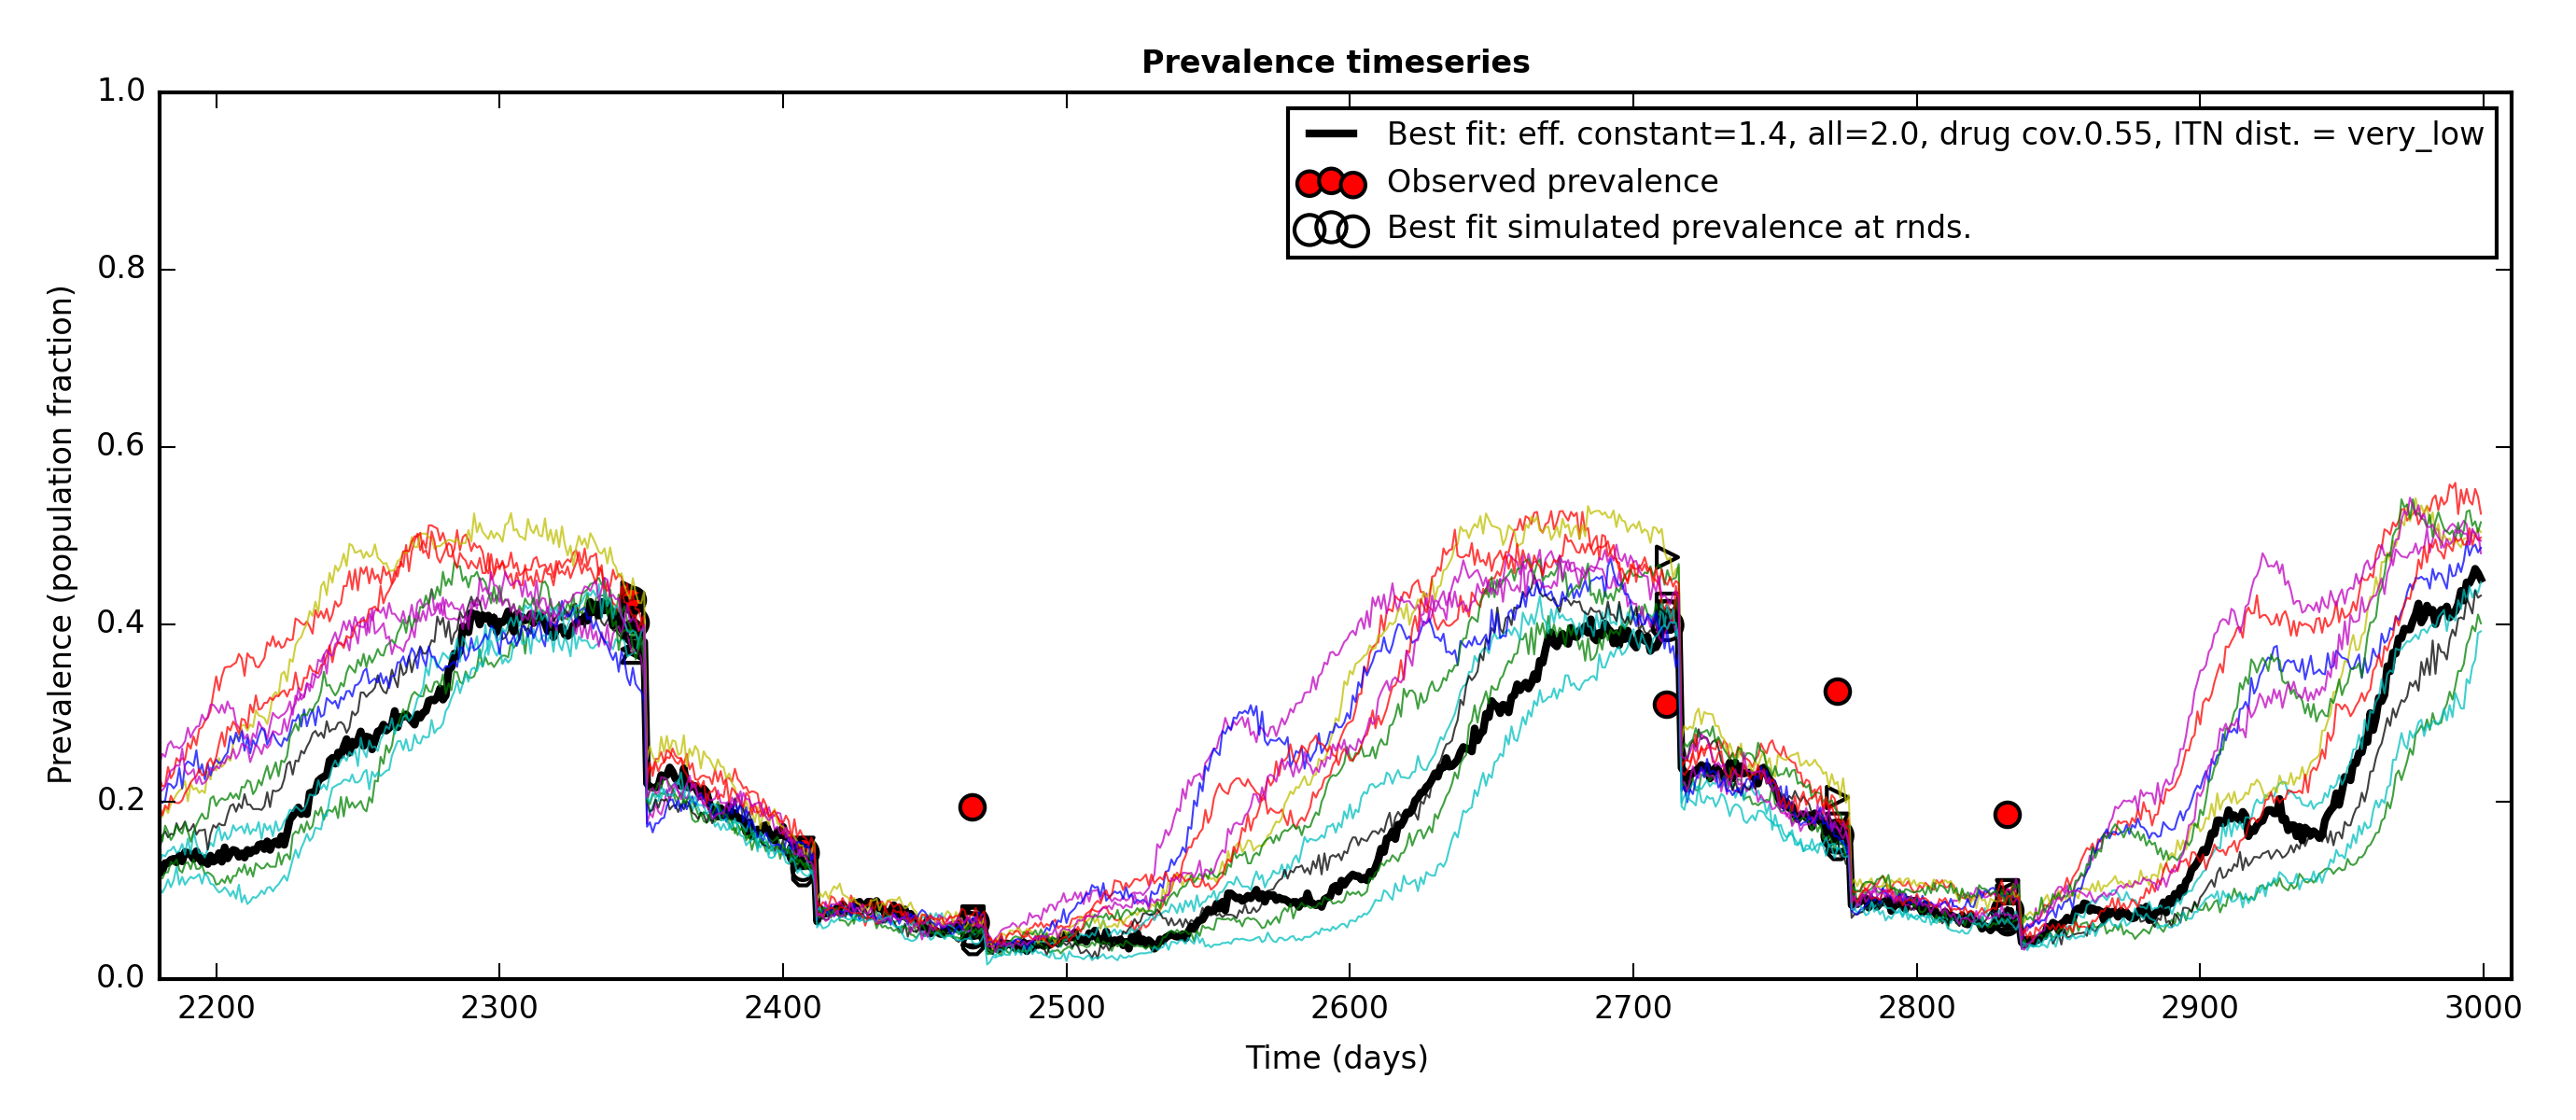 Prevalence timeseries
1.0
0.8
0.6
0.4
0.2
0.0
Prevalence (population fraction)
Best fit: eff. constant=1.4, all=2.0, drug cov.0.55, ITN dist. = very_low
Observed prevalence
Best fit simulated prevalence at rnds.
2200 2300 2400 2500 2600 2700 2800 2900 3000
Time (days)